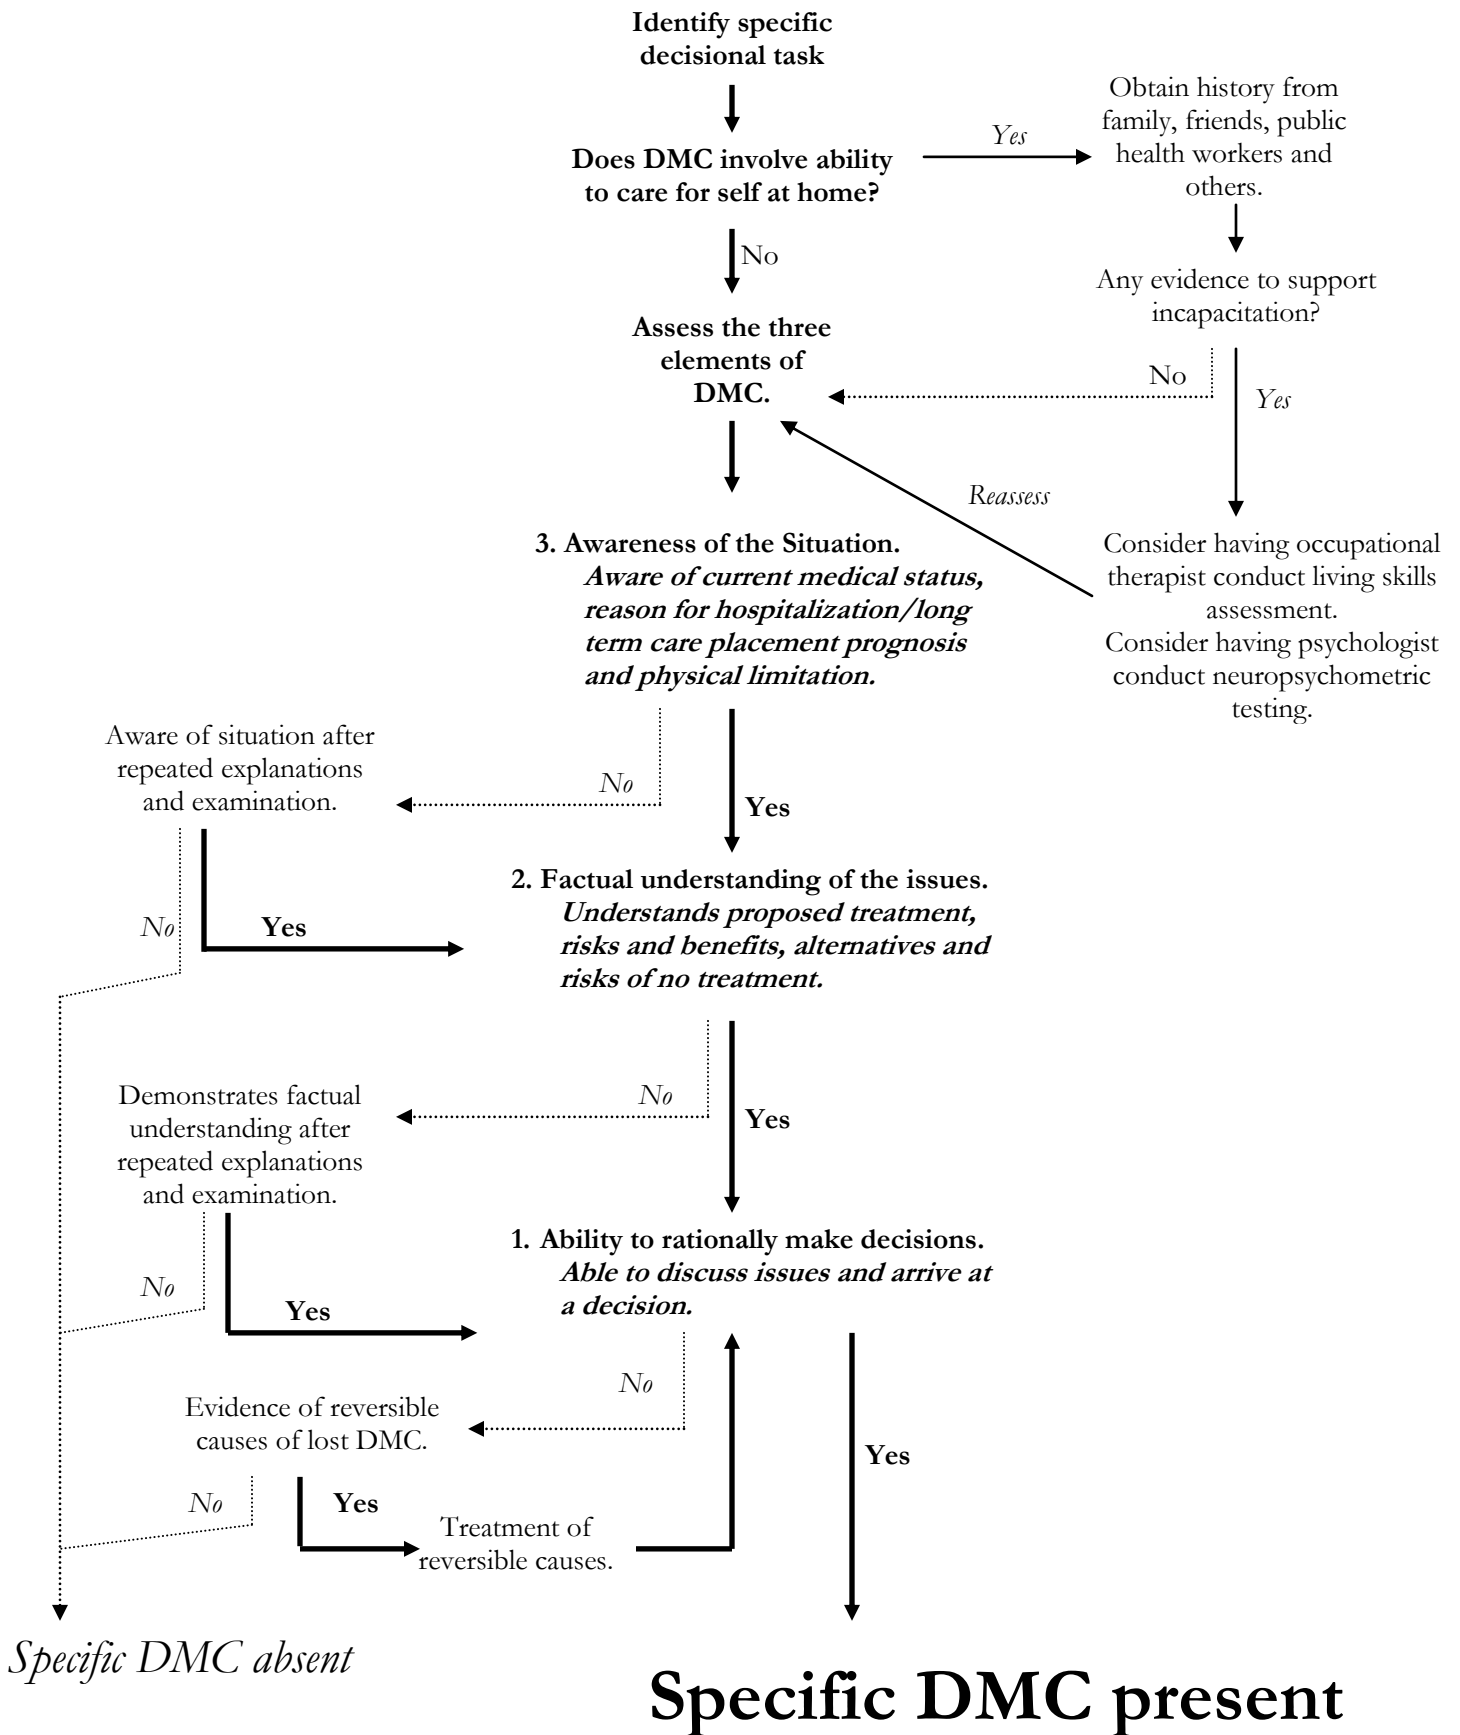 Identify specific
decisional task
Obtain history from
family, friends, public
health workers and
others.
Yes
Does DMC involve ability
to care for self at home?
No
Any evidence to support
incapacitation?
Assess the three
elements of
DMC.
No
Yes
Reassess
3. Awareness of the Situation.
Aware of current medical status,
reason for hospitalization/long
term care placement prognosis
and physical limitation.
Consider having occupational
therapist conduct living skills
assessment.
Consider having psychologist
conduct neuropsychometric
testing.
Aware of situation after
repeated explanations
and examination.
No
Yes
2. Factual understanding of the issues.
Understands proposed treatment,
risks and benefits, alternatives and
risks of no treatment.
No
Yes
Demonstrates factual
understanding after
repeated explanations
and examination.
No
Yes
1. Ability to rationally make decisions.
Able to discuss issues and arrive at
a decision.
No
Yes
Evidence of reversible
causes of lost DMC.
No
Yes
No
Yes
Treatment of
reversible causes.
Specific DMC absent
Specific DMC present